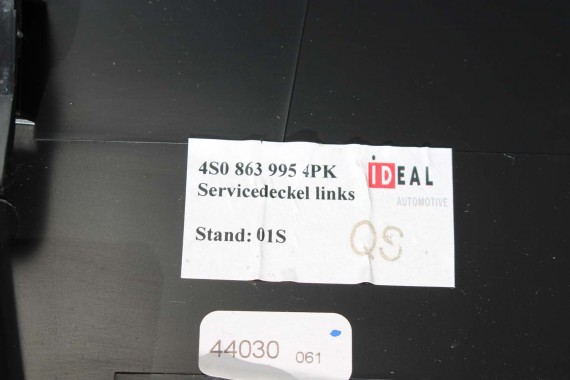 4S0 863 995 4PK
iDEAL
AUTOMOTIVE
Servicedeckel links
Stand: 01S
QS
44030 061